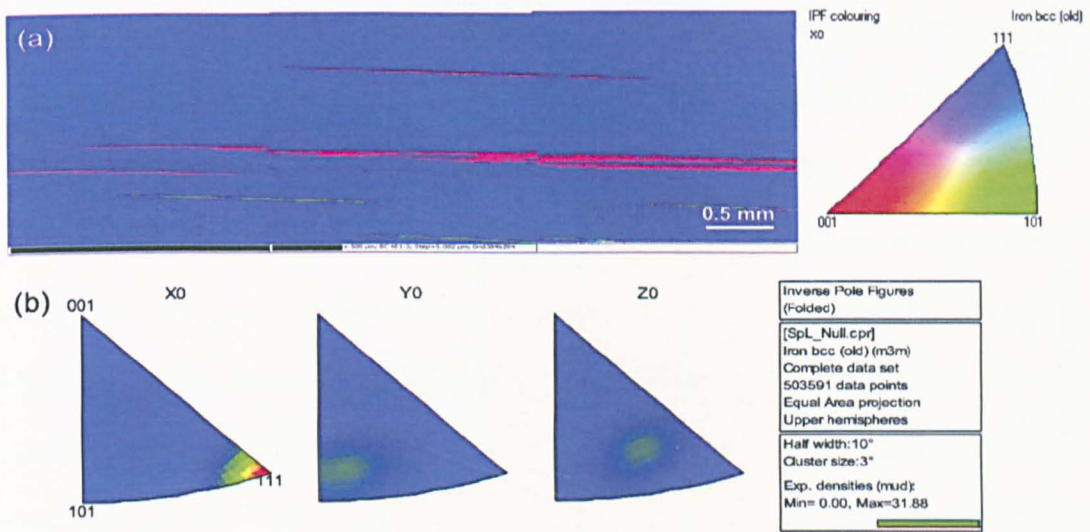 (a)
0.5 mm
IPF colouring
Iron bcc (old)
X0
111
001
101
(b)
X0
Y0
Z0
001
111
101
Inverse Pole Figures
(Folded)
[SpL_Null.cpr]
Iron bcc (old) (m3m)
Complete data set
503591 data points
Equal Area projection
Upper hemispheres
Half width:10°
Cluster size:3°
Exp. densities (mud):
Min= 0.00, Max=31.88